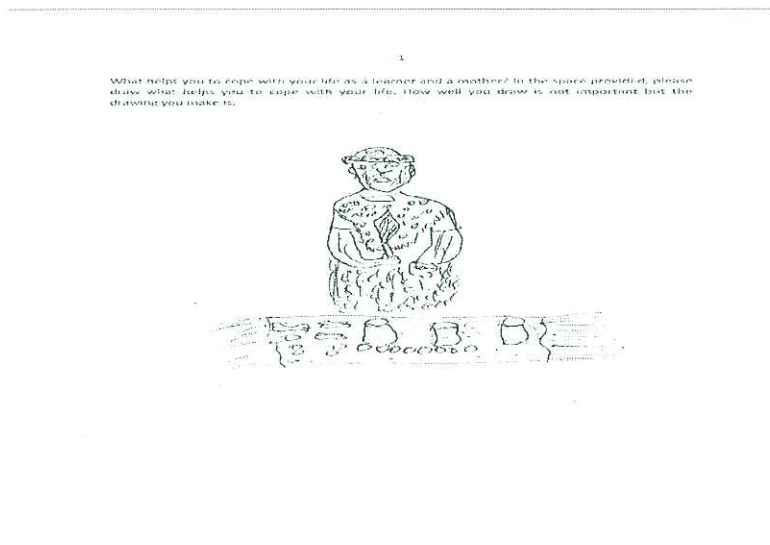 1
What helps you to cope with your life as a learner and a mother? In the space provided, please
draw what helps you to cope with your life. How well you draw is not important but the
drawing you make is.